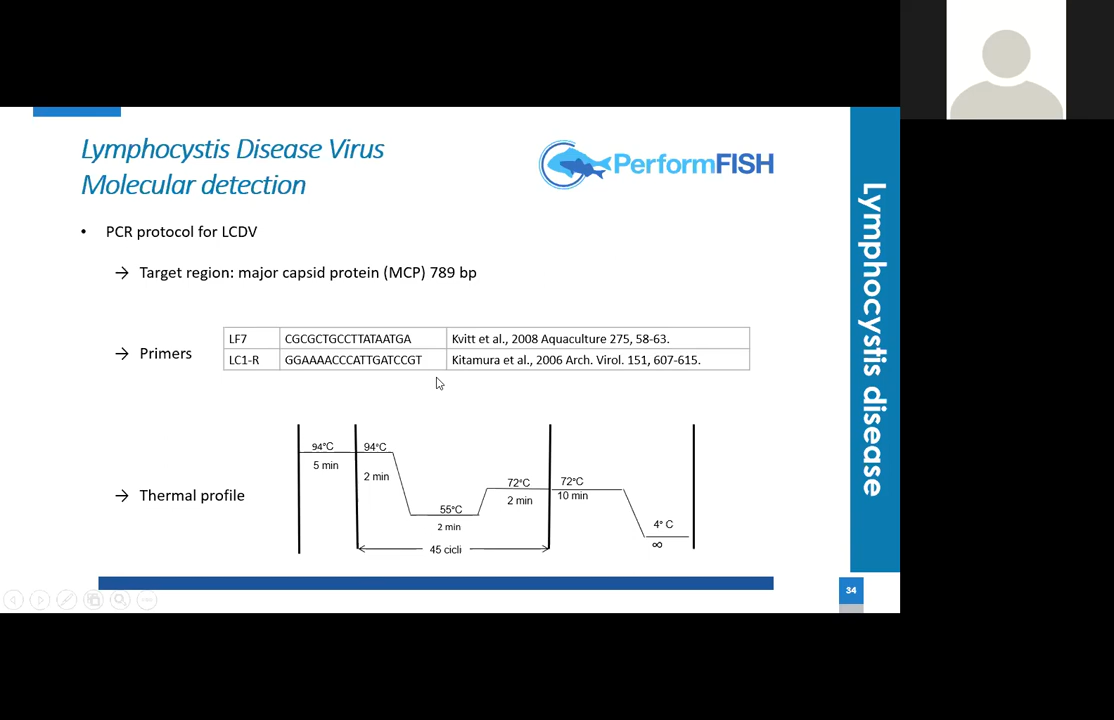 Lymphocystis Disease Virus
Molecular detection
PerformFISH
• PCR protocol for LCDV
→ Target region: major capsid protein (MCP) 789 bp
→ Primers
LF7 CGCGCTGCCTTATAATGA Kvitt et al., 2008 Aquaculture 275, 58-63.
LC1-R GGAAAACCCATTGATCCGT Kitamura et al., 2006 Arch. Virol. 151, 607-615.
→ Thermal profile
94°C
5 min
94°C
2 min
55°C
2 min
72°C
2 min
72°C
10 min
4° C
∞
45 cicli
Lymphocystis disease
34